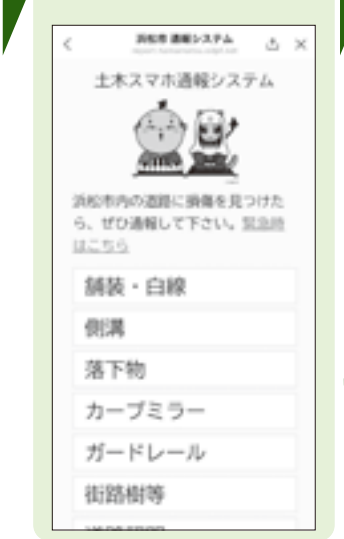 浜松市 通報システム
土木スマホ通報システム
浜松市内の道路に損傷を見つけた
ら、ぜひ通報して下さい。緊急時
はこちら
舗装・白線
側溝
落下物
カーブミラー
ガードレール
街路樹等